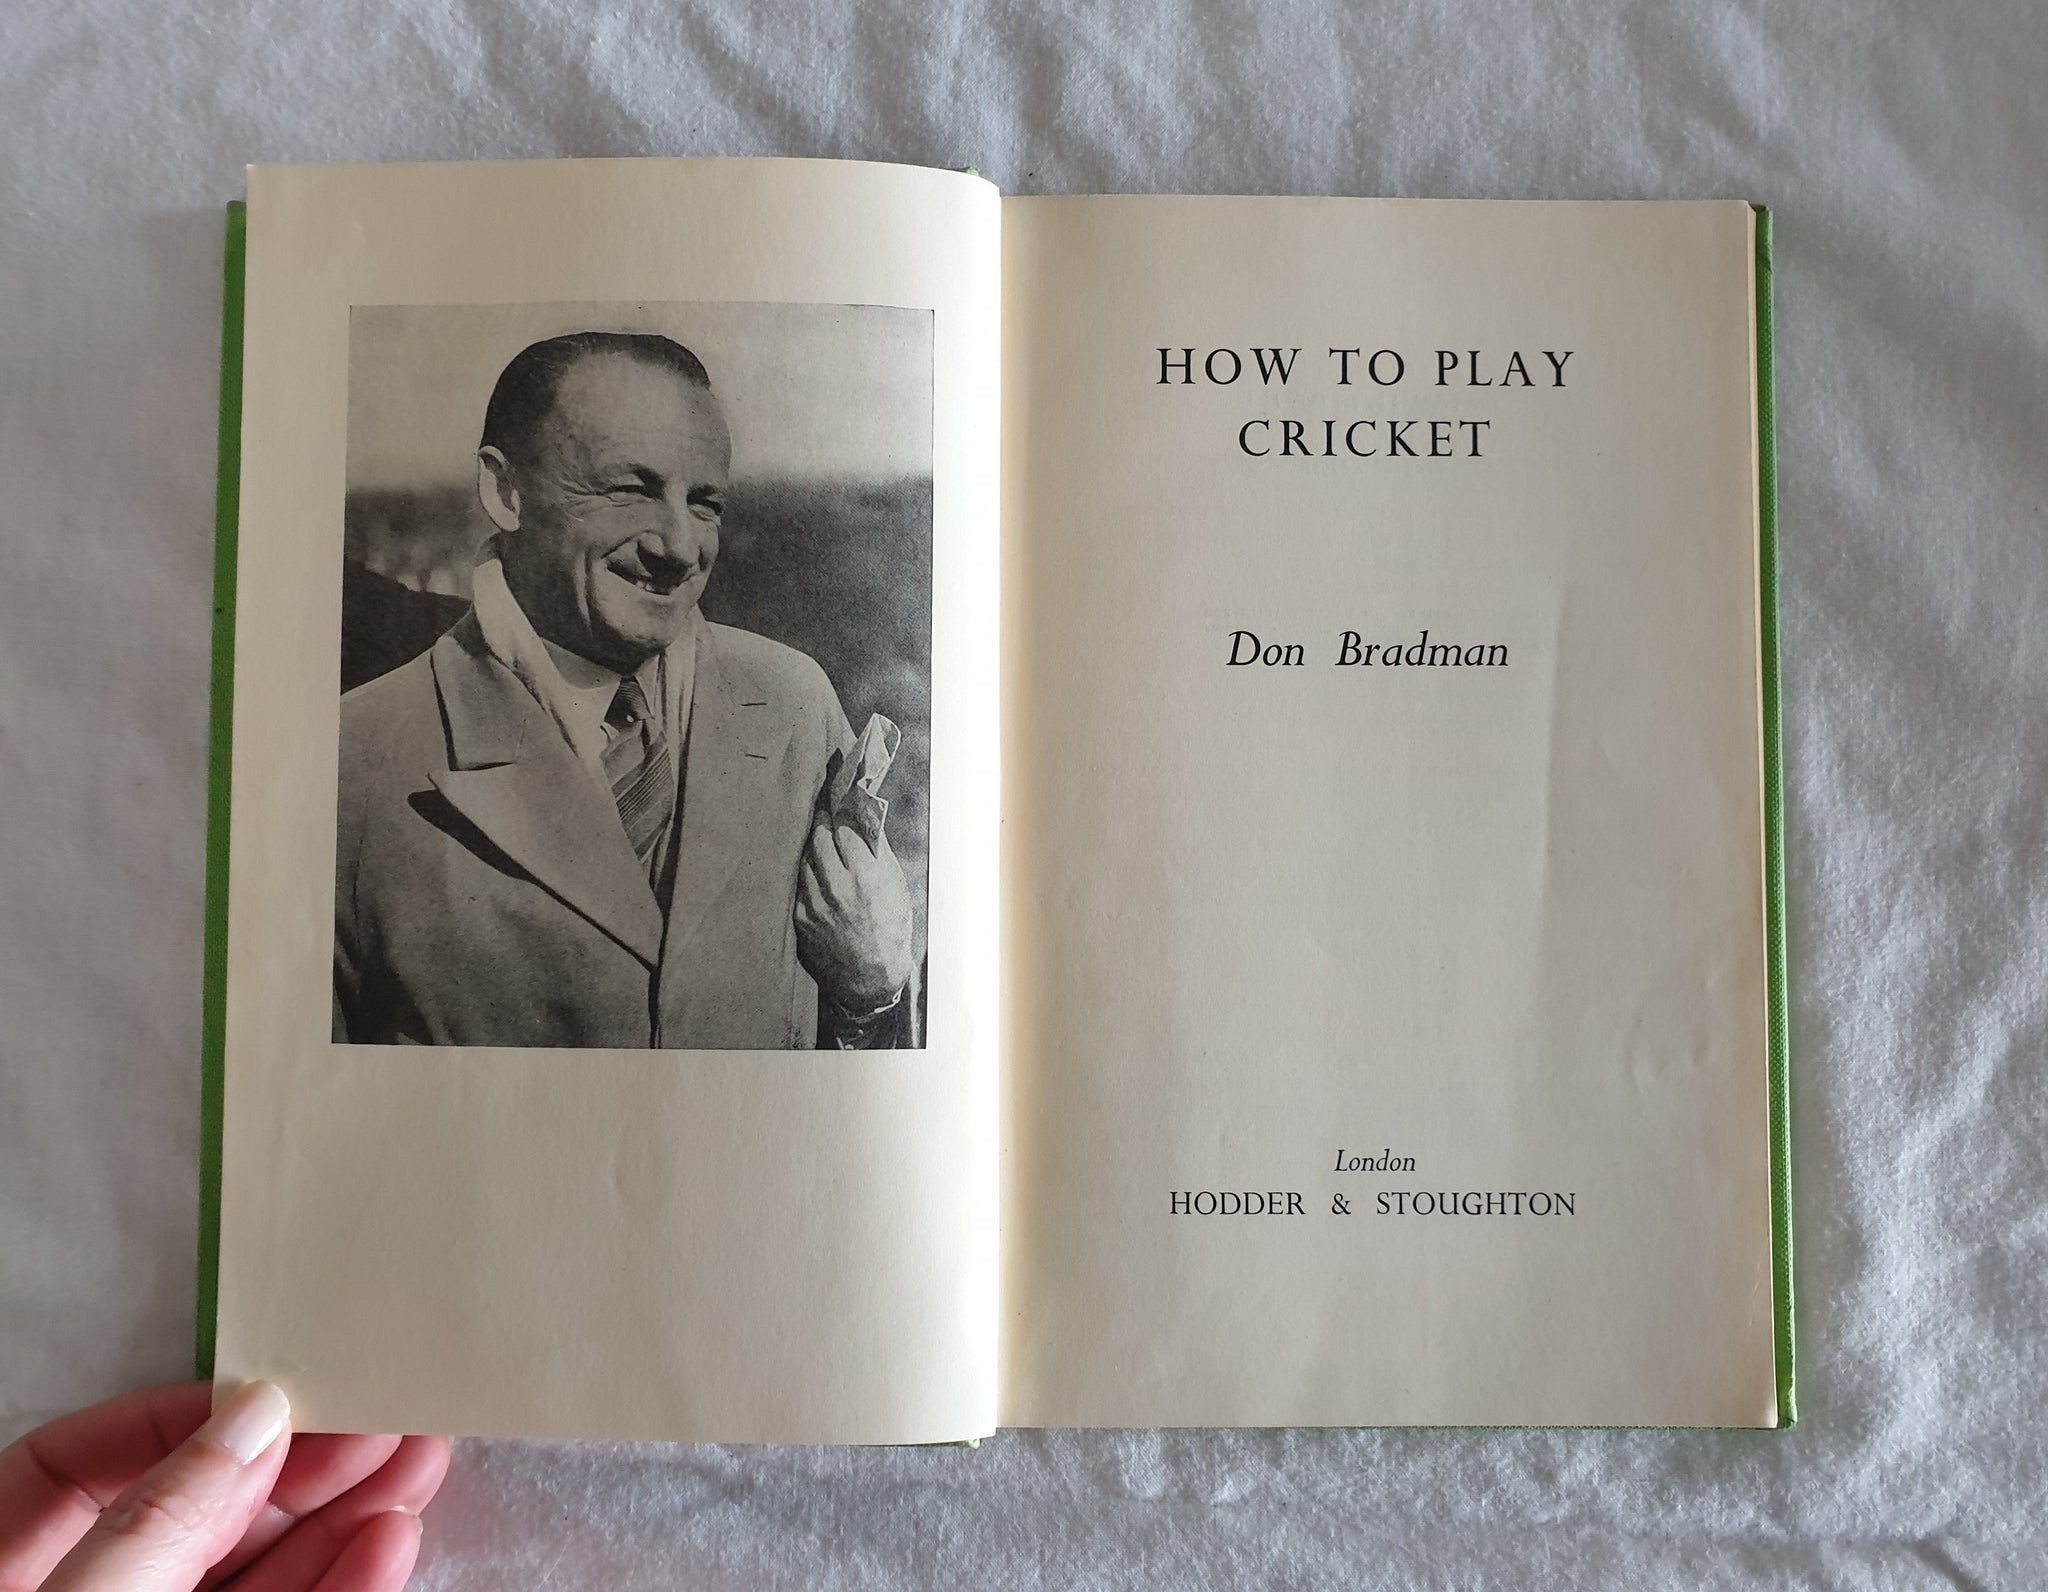 HOW TO PLAY
CRICKET
Don Bradman
London
HODDER & STOUGHTON